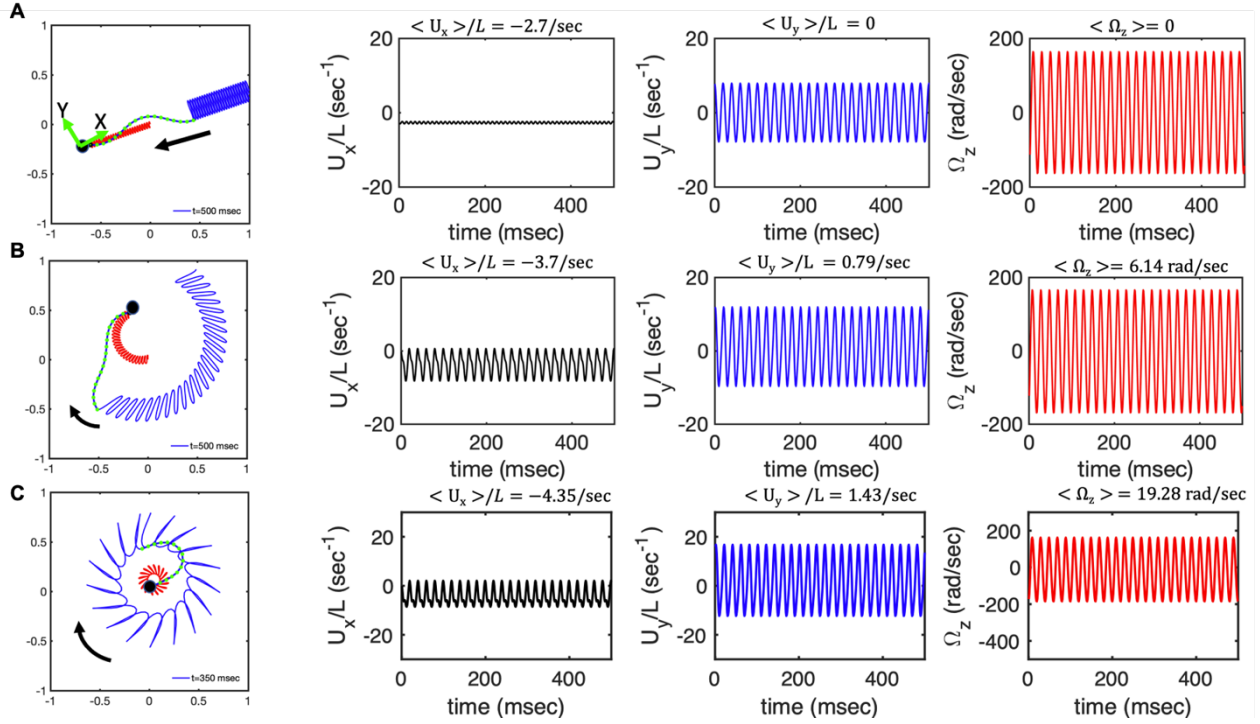 A
< Uₓ >/L = −2.7/sec
< U_y >/L = 0
< Ω_z >= 0
1
0.5
0
-0.5
-1
-1 -0.5 0 0.5 1
Y
X
t=500 msec
Uₓ/L (sec⁻¹)
20
0
-20
0 200 400
time (msec)
U_y/L (sec⁻¹)
20
0
-20
0 200 400
time (msec)
Ω_z (rad/sec)
200
0
-200
0 200 400
time (msec)
B
< Uₓ >/L = −3.7/sec
< U_y >/L = 0.79/sec
< Ω_z >= 6.14 rad/sec
1
0.5
0
-0.5
-1
-1 -0.5 0 0.5 1
t=500 msec
Uₓ/L (sec⁻¹)
20
0
-20
0 200 400
time (msec)
U_y/L (sec⁻¹)
20
0
-20
0 200 400
time (msec)
Ω_z (rad/sec)
200
0
-200
0 200 400
time (msec)
C
< Uₓ >/L = −4.35/sec
< U_y >/L = 1.43/sec
< Ω_z >= 19.28 rad/sec
1
0.5
0
-0.5
-1
-1 -0.5 0 0.5 1
t=350 msec
Uₓ/L (sec⁻¹)
20
0
-20
0 200 400
time (msec)
U_y/L (sec⁻¹)
20
0
-20
0 200 400
time (msec)
Ω_z (rad/sec)
200
0
-200
-400
0 200 400
time (msec)